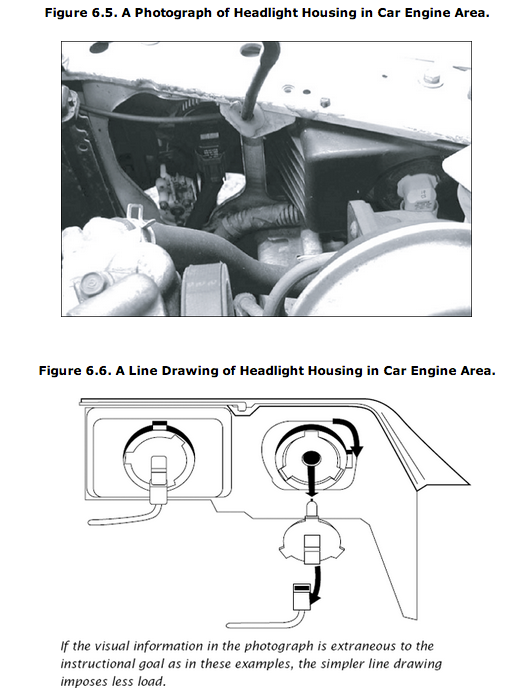 Figure 6.5. A Photograph of Headlight Housing in Car Engine Area.
Figure 6.6. A Line Drawing of Headlight Housing in Car Engine Area.
If the visual information in the photograph is extraneous to the
instructional goal as in these examples, the simpler line drawing
imposes less load.